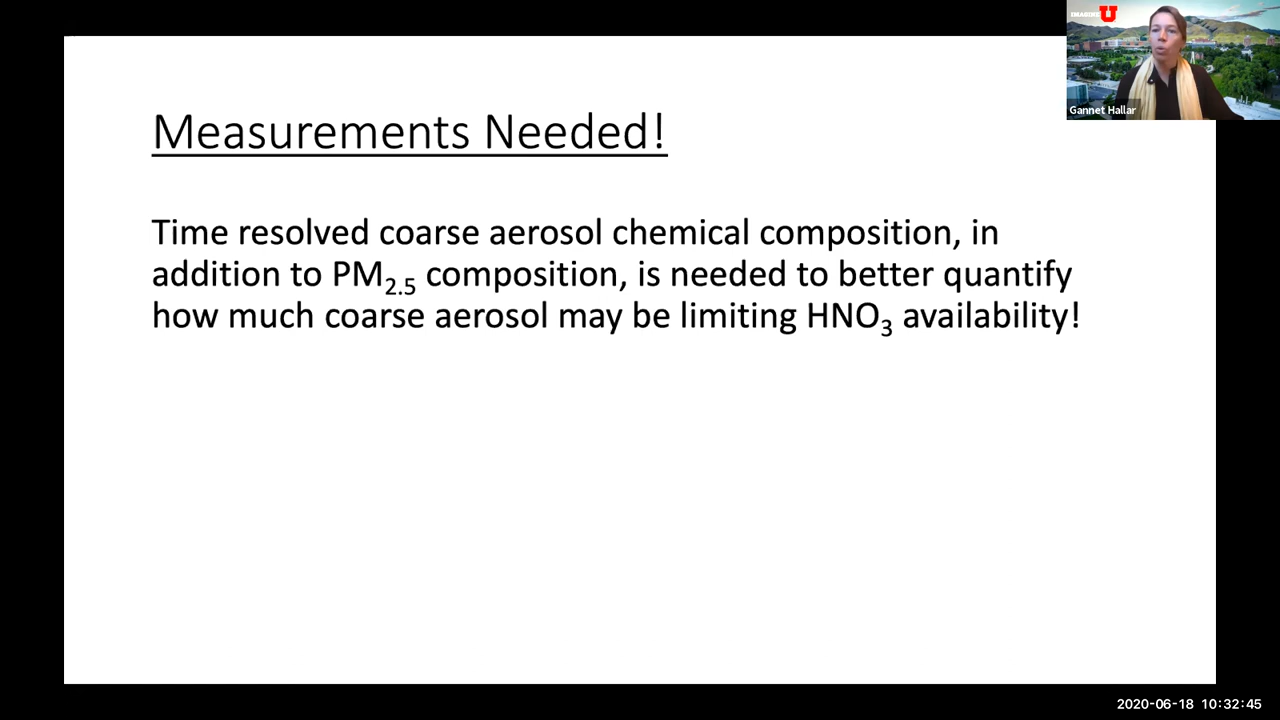 Measurements Needed!
Time resolved coarse aerosol chemical composition, in
addition to PM2.5 composition, is needed to better quantify
how much coarse aerosol may be limiting HNO3 availability!
U
Gannet Hallar
2020-06-18 10:32:45